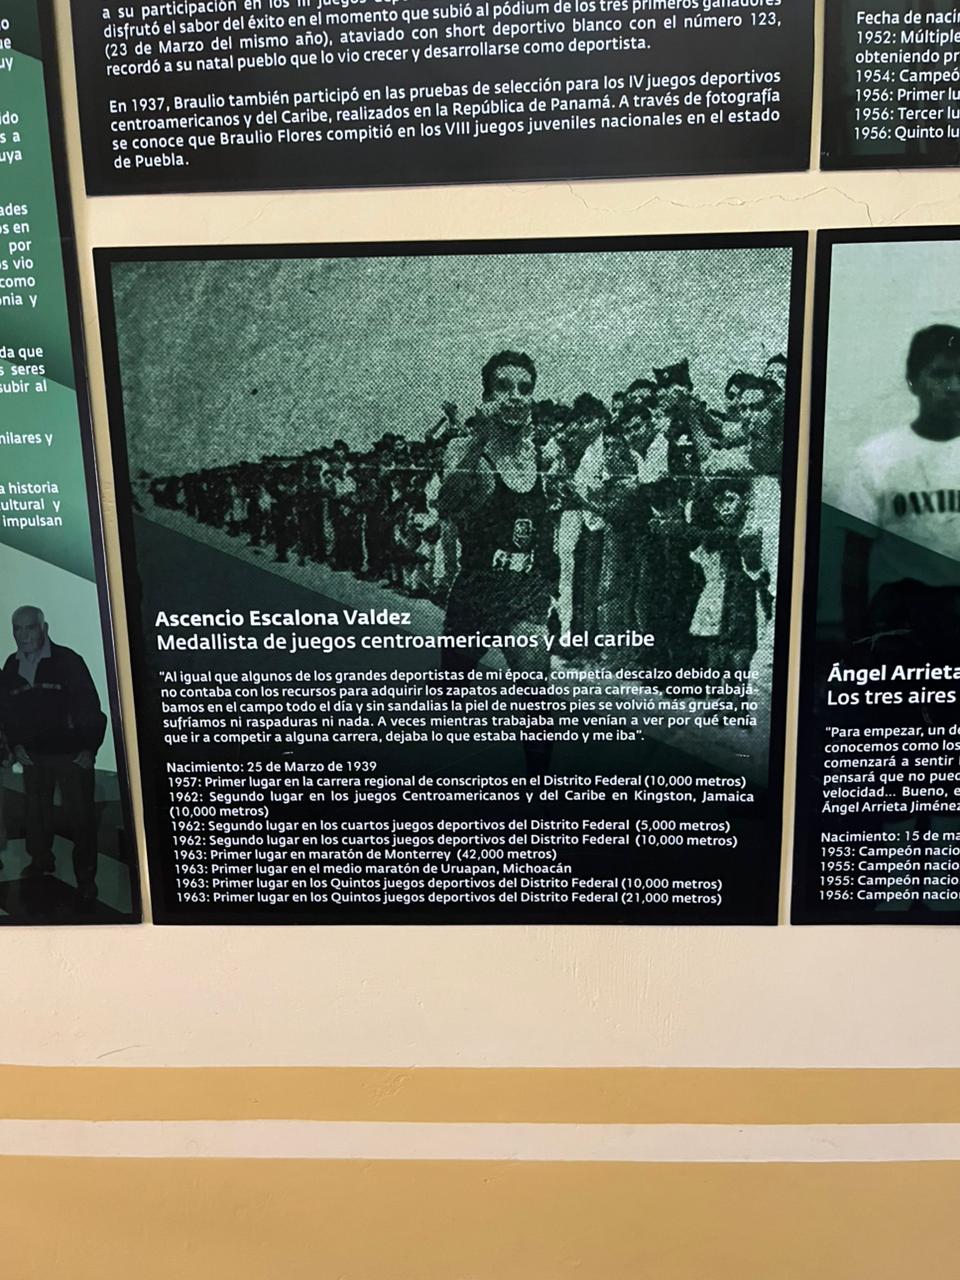 a su participación en los III juegos
disfrutó el sabor del éxito en el momento que subió al pódium de los tres primeros ganadores
(23 de Marzo del mismo año), ataviado con short deportivo blanco con el número 123,
recordó a su natal pueblo que lo vio crecer y desarrollarse como deportista.
En 1937, Braulio también participó en las pruebas de selección para los IV juegos deportivos
centroamericanos y del Caribe, realizados en la República de Panamá. A través de fotografía
se conoce que Braulio Flores compitió en los VIII juegos juveniles nacionales en el estado
de Puebla.
Fecha de naci
1952: Múltiple
obteniendo pr
1954: Campeó
1956: Primer lu
1956: Tercer lu
1956: Quinto lu
ido
s a
uya
ades
os en
por
os vio
como
onia y
da que
s seres
subir al
milares y
a historia
ultural y
impulsan
Ascencio Escalona Valdez
Medallista de juegos centroamericanos y del caribe
"Al igual que algunos de los grandes deportistas de mi época, competía descalzo debido a que
no contaba con los recursos para adquirir los zapatos adecuados para carreras, como trabajá-
bamos en el campo todo el día y sin sandalias la piel de nuestros pies se volvió más gruesa, no
sufríamos ni raspaduras ni nada. A veces mientras trabajaba me venían a ver por qué tenía
que ir a competir a alguna carrera, dejaba lo que estaba haciendo y me iba".
Nacimiento: 25 de Marzo de 1939
1957: Primer lugar en la carrera regional de conscriptos en el Distrito Federal (10,000 metros)
1962: Segundo lugar en los juegos Centroamericanos y del Caribe en Kingston, Jamaica
(10,000 metros)
1962: Segundo lugar en los cuartos juegos deportivos del Distrito Federal (5,000 metros)
1962: Segundo lugar en los cuartos juegos deportivos del Distrito Federal (10,000 metros)
1963: Primer lugar en maratón de Monterrey (42,000 metros)
1963: Primer lugar en el medio maratón de Uruapan, Michoacán
1963: Primer lugar en los Quintos juegos deportivos del Distrito Federal (10,000 metros)
1963: Primer lugar en los Quintos juegos deportivos del Distrito Federal (21,000 metros)
Ángel Arrieta
Los tres aires
"Para empezar, un de
conocemos como los
comenzará a sentir
pensará que no pued
velocidad... Bueno, e
Ángel Arrieta Jiménez
Nacimiento: 15 de ma
1953: Campeón nacio
1955: Campeón nacio
1955: Campeón nacio
1956: Campeón nacio